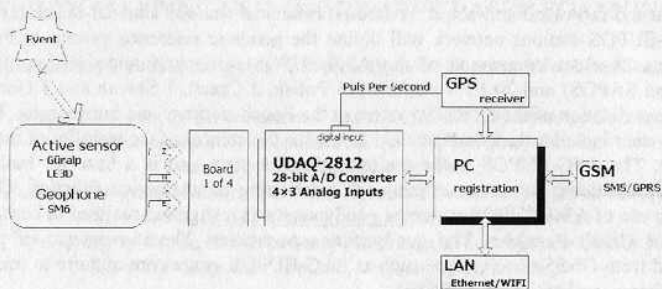 Event
Puls Per Second
GPS
receiver
digital input
Active sensor
Güralp
LE3D
Geophone
SM6
Board
1 of 4
UDAQ-2812
28-bit A/D Converter
4×3 Analog Inputs
PC
registration
GSM
SMS/GPRS
LAN
Ethernet/WIFI